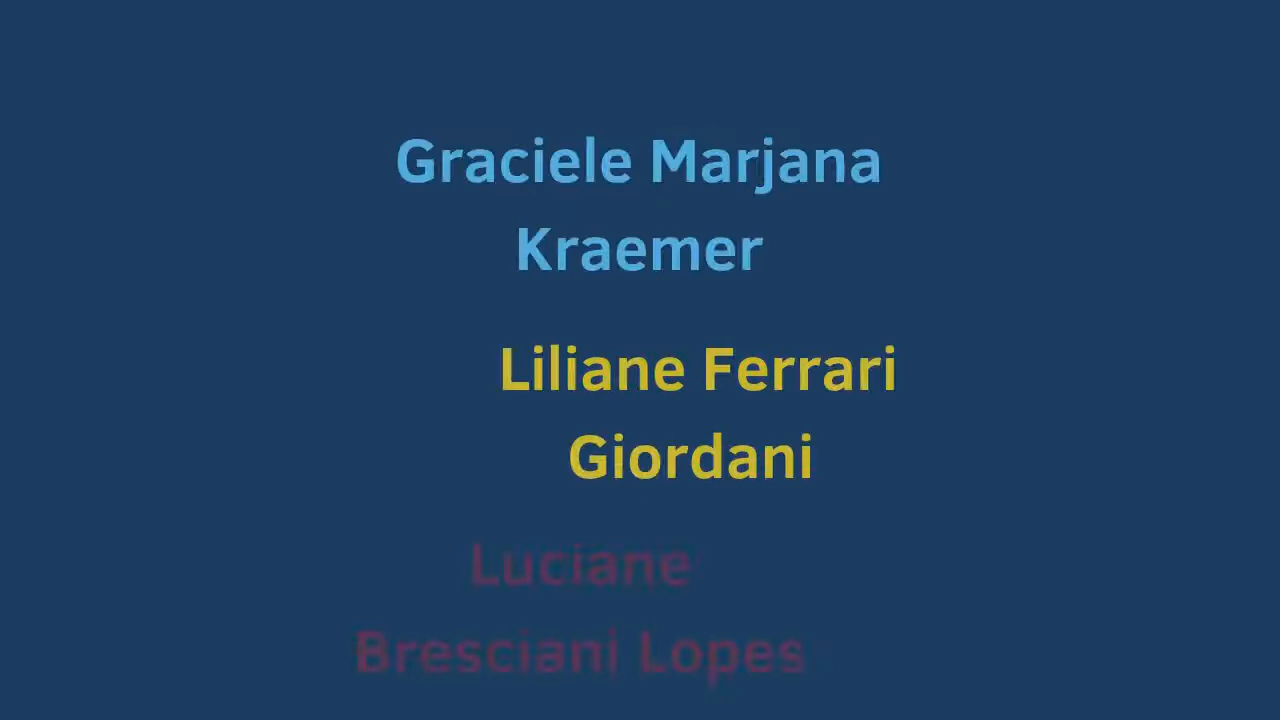 Graciele Marjana
Kraemer
Liliane Ferrari
Giordani
Luciane
Bresciani Lopes